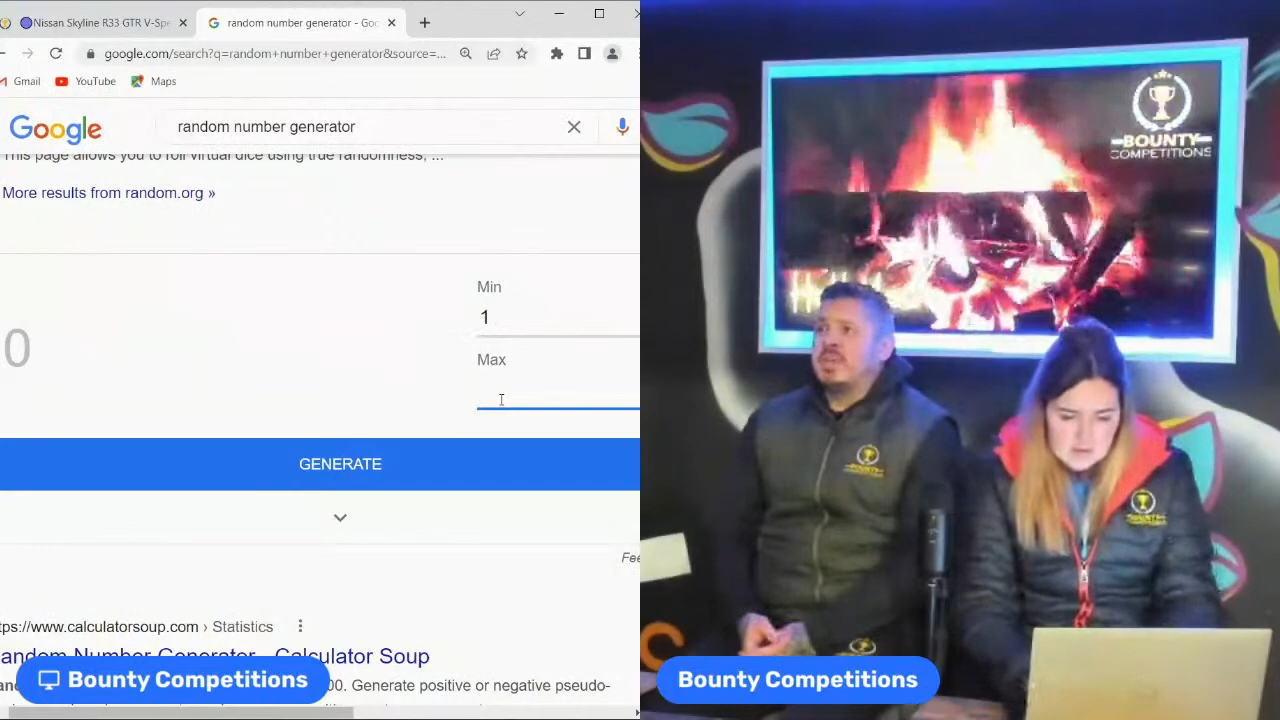 Nissan Skyline R33 GTR V-Spe
random number generator - Goo
google.com/search?q=random+number+generator&source=...
Gmail
YouTube
Maps
Google
random number generator
This page allows you to roll virtual dice using true randomness, ...
More results from random.org »
Min
1
0
Max
GENERATE
Fee
tps://www.calculatorsoup.com › Statistics
andom Number Generator - Calculator Soup
00. Generate positive or negative pseudo-
Bounty Competitions
BOUNTY
COMPETITIONS
Bounty Competitions